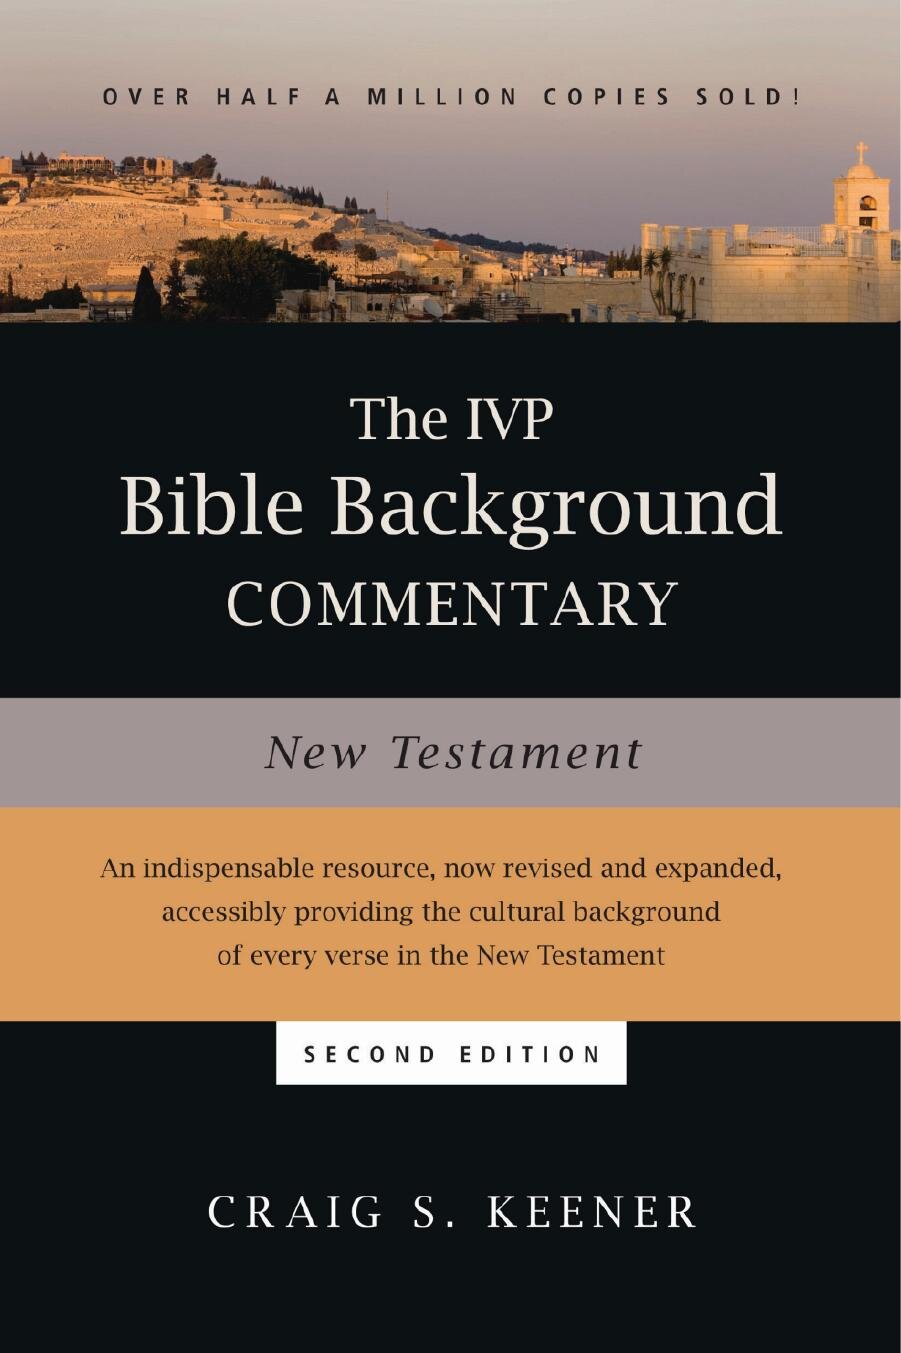 OVER HALF A MILLION COPIES SOLD!
The IVP
Bible Background
COMMENTARY
New Testament
An indispensable resource, now revised and expanded,
accessibly providing the cultural background
of every verse in the New Testament
SECOND EDITION
CRAIG S. KEENER